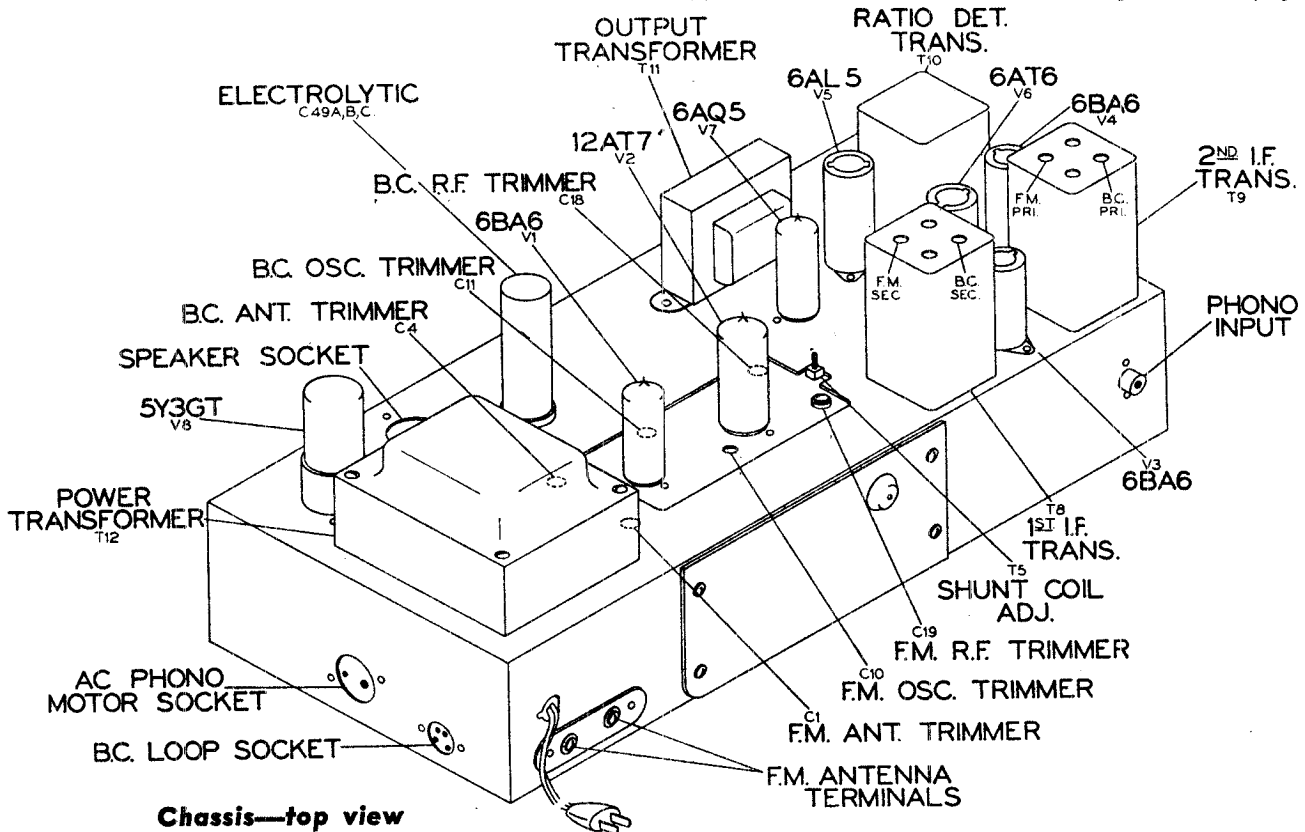 RATIO DET.
TRANS.
T10
OUTPUT
TRANSFORMER
T11
6AL5
V5
6AT6
V6
ELECTROLYTIC
C49A,B,C.
6AQ5
V7
6BA6
V4
12AT7
V2
2ND I.F.
TRANS.
T9
B.C. R.F. TRIMMER
C18
F.M.
PRI.
B.C.
PRI.
6BA6
V1
B.C. OSC. TRIMMER
C11
F.M.
SEC
B.C.
SEC.
B.C. ANT. TRIMMER
C4
PHONO
INPUT
SPEAKER SOCKET
5Y3GT
V8
V3
6BA6
POWER
TRANSFORMER
T12
T8
1ST I.F.
TRANS.
T5
SHUNT COIL
ADJ.
C19
F.M. R.F. TRIMMER
AC PHONO
MOTOR SOCKET
C10
F.M. OSC. TRIMMER
C1
F.M. ANT. TRIMMER
B.C. LOOP SOCKET
F.M. ANTENNA
TERMINALS
Chassis—top view